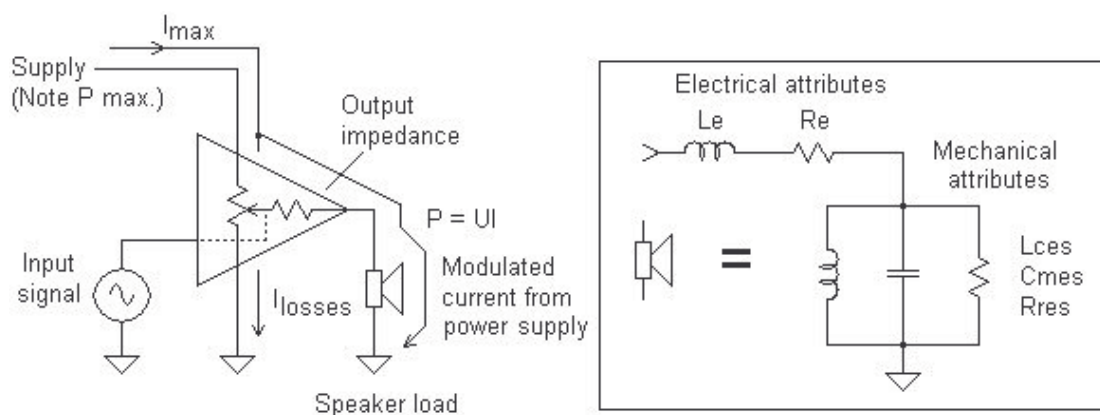 Imax
Supply
(Note P max.)
Output
impedance
P = UI
Input
signal
Ilosses
Modulated
current from
power supply
Speaker load
Electrical attributes
Le
Re
Mechanical
attributes
Lces
Cmes
Rres